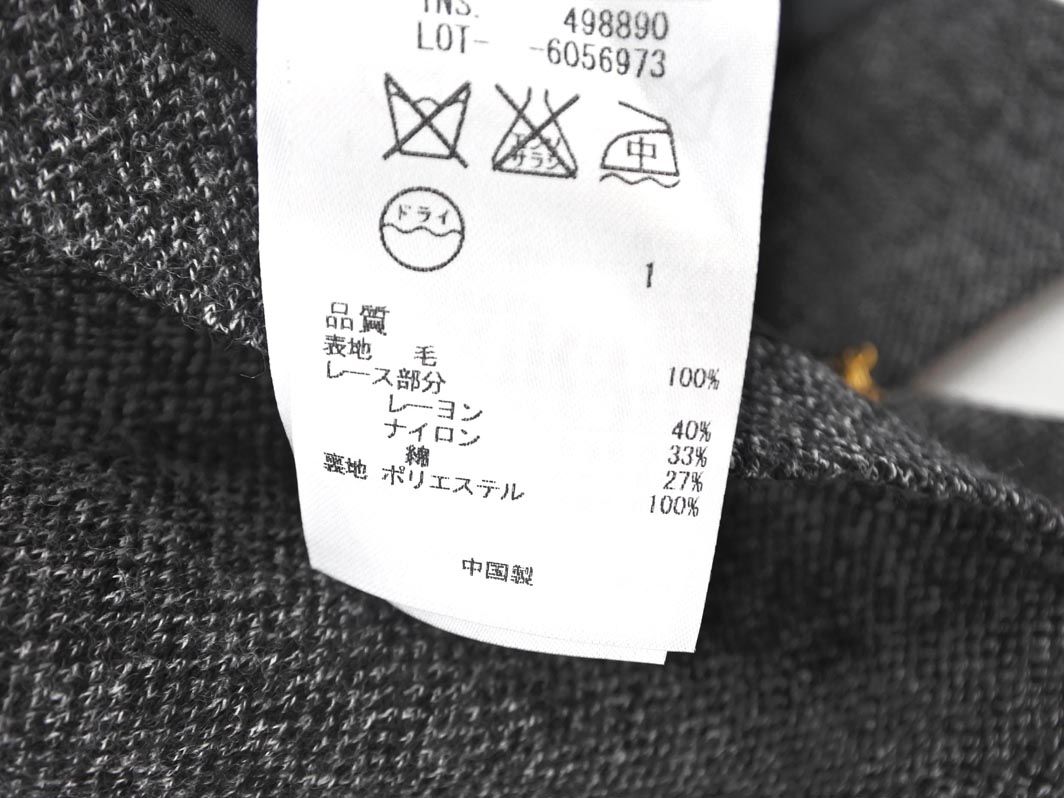 INS. 498890
LOT- -6056973
エンソ
サラシ
中
ドライ
1
品質
表地 毛 100%
レース部分
レーヨン 40%
ナイロン 33%
綿 27%
裏地 ポリエステル 100%
中国製